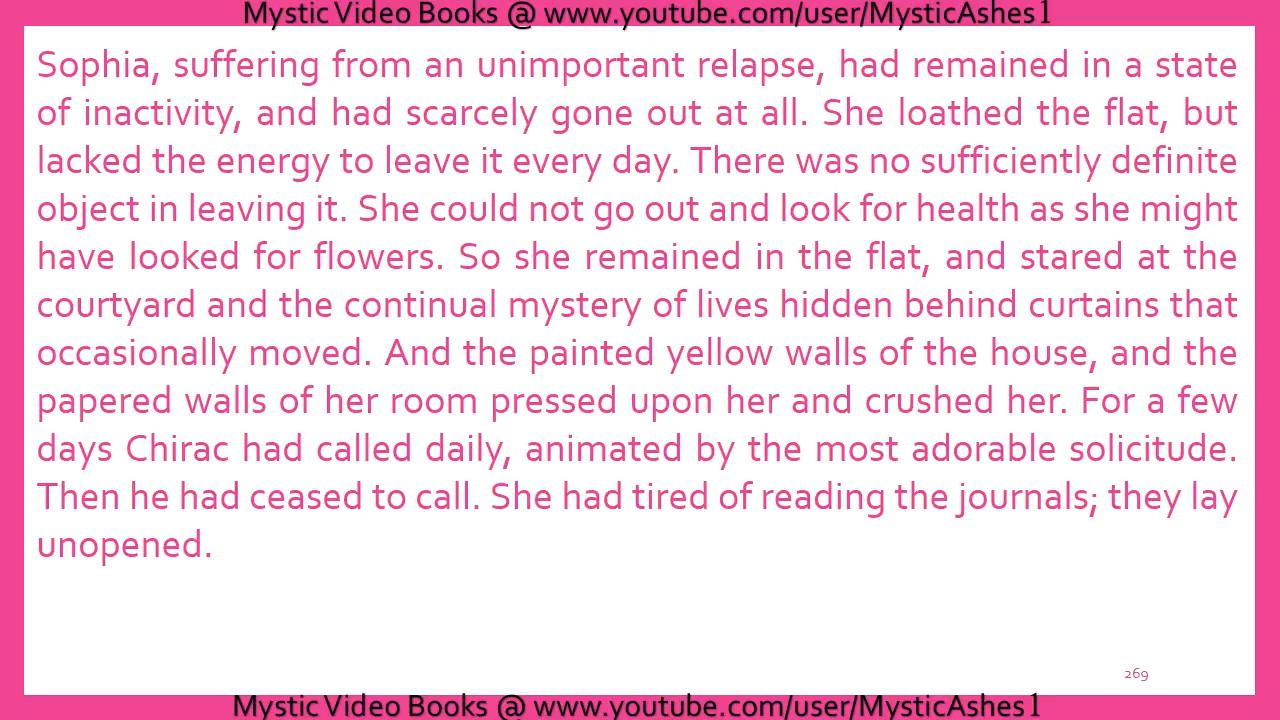 Mystic Video Books @ www.youtube.com/user/MysticAshes1
Sophia, suffering from an unimportant relapse, had remained in a state
of inactivity, and had scarcely gone out at all. She loathed the flat, but
lacked the energy to leave it every day. There was no sufficiently definite
object in leaving it. She could not go out and look for health as she might
have looked for flowers. So she remained in the flat, and stared at the
courtyard and the continual mystery of lives hidden behind curtains that
occasionally moved. And the painted yellow walls of the house, and the
papered walls of her room pressed upon her and crushed her. For a few
days Chirac had called daily, animated by the most adorable solicitude.
Then he had ceased to call. She had tired of reading the journals; they lay
unopened.
269
Mystic Video Books @ www.youtube.com/user/MysticAshes1